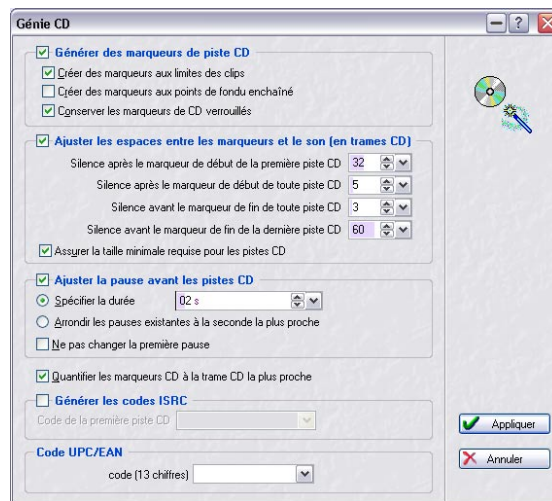 Génie CD
Générer des marqueurs de piste CD
Créer des marqueurs aux limites des clips
Créer des marqueurs aux points de fondu enchaîné
Conserver les marqueurs de CD verrouillés
Ajuster les espaces entre les marqueurs et le son (en trames CD)
Silence après le marqueur de début de la première piste CD 32
Silence après le marqueur de début de toute piste CD 5
Silence avant le marqueur de fin de toute piste CD 3
Silence avant le marqueur de fin de la dernière piste CD 60
Assurer la taille minimale requise pour les pistes CD
Ajuster la pause avant les pistes CD
Spécifier la durée 02 s
Arrondir les pauses existantes à la seconde la plus proche
Ne pas changer la première pause
Quantifier les marqueurs CD à la trame CD la plus proche
Générer les codes ISRC
Code de la première piste CD
Appliquer
Code UPC/EAN
code (13 chiffres)
Annuler